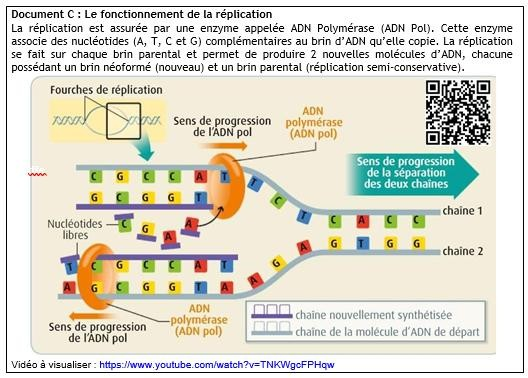 Document C : Le fonctionnement de la réplication
La réplication est assurée par une enzyme appelée ADN Polymérase (ADN Pol). Cette enzyme
associe des nucléotides (A, T, C et G) complémentaires au brin d’ADN qu’elle copie. La réplication
se fait sur chaque brin parental et permet de produire 2 nouvelles molécules d’ADN, chacune
possédant un brin néoformé (nouveau) et un brin parental (réplication semi-conservative).
Fourches de réplication
Sens de progression
de l'ADN pol
ADN
polymérase
(ADN pol)
Sens de progression
de la séparation
des deux chaînes
C G C C A T T C T C A C C
chaîne 1
G C G G T
Nucléotides
libres
C G A A
A G A G T G G
chaîne 2
T C G C C A T
A G C G G T A
Sens de progression
de l'ADN pol
ADN
polymérase
(ADN pol)
chaîne nouvellement synthétisée
chaîne de la molécule d'ADN de départ
Vidéo à visualiser : https://www.youtube.com/watch?v=TNKWgcFPHqw